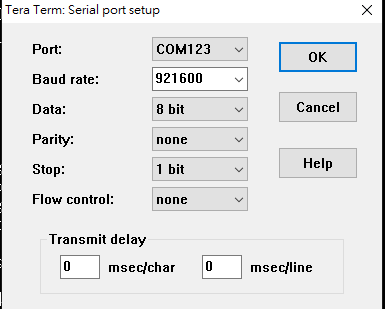 Tera Term: Serial port setup
Port: COM123 OK
Baud rate: 921600
Data: 8 bit Cancel
Parity: none
Stop: 1 bit Help
Flow control: none
Transmit delay
0 msec/char 0 msec/line